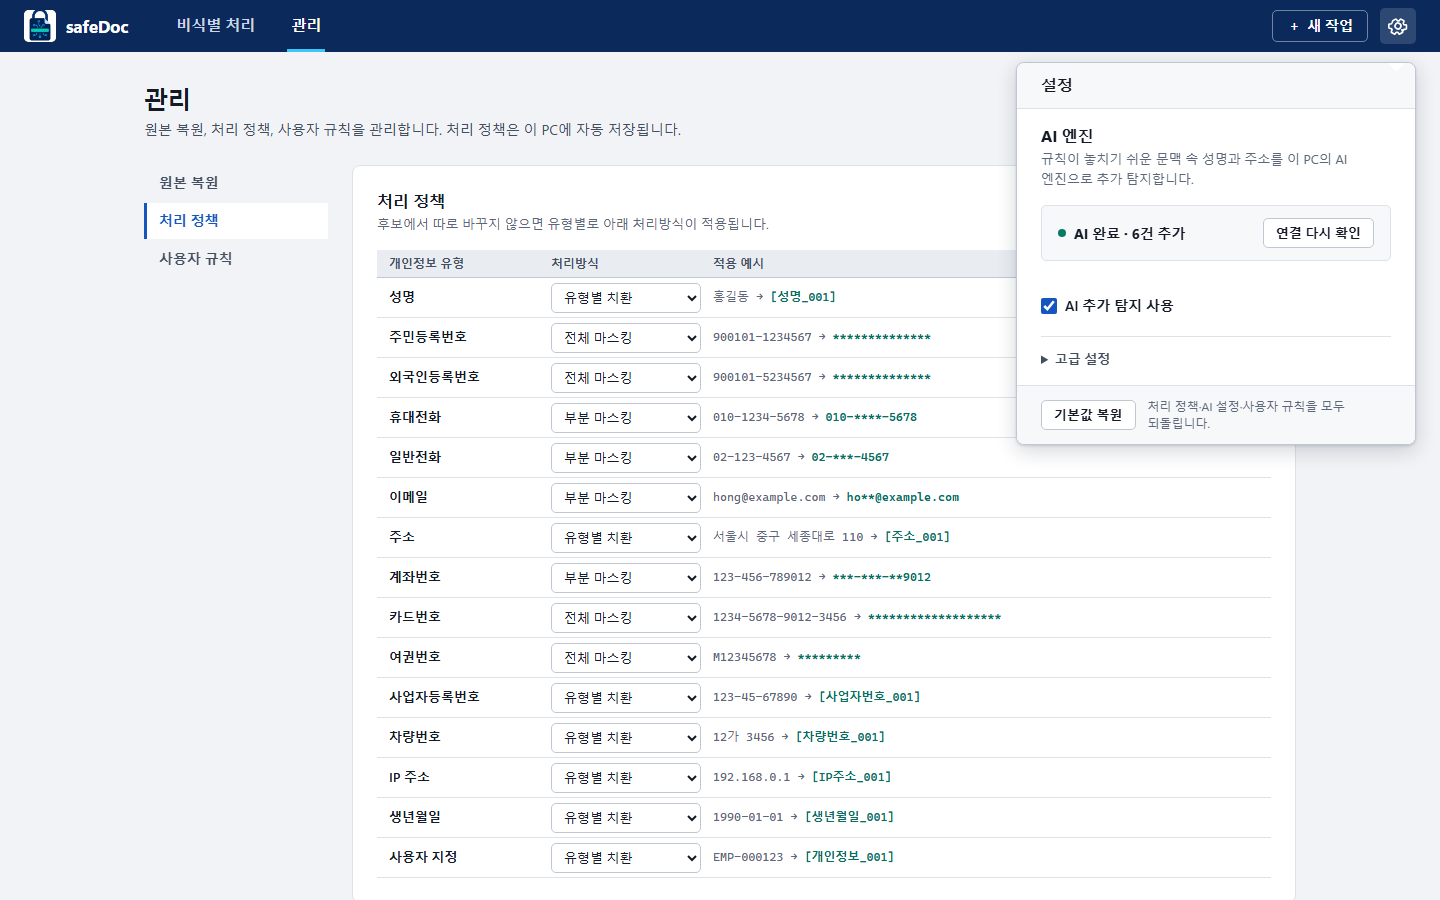 safeDoc
비식별 처리
관리
+ 새 작업
관리
원본 복원, 처리 정책, 사용자 규칙을 관리합니다. 처리 정책은 이 PC에 자동 저장됩니다.
원본 복원
처리 정책
사용자 규칙
처리 정책
후보에서 따로 바꾸지 않으면 유형별로 아래 처리방식이 적용됩니다.
개인정보 유형 처리방식 적용 예시
성명 유형별 치환 홍길동 → [성명_001]
주민등록번호 전체 마스킹 900101-1234567 → **************
외국인등록번호 전체 마스킹 900101-5234567 → **************
휴대전화 부분 마스킹 010-1234-5678 → 010-****-5678
일반전화 부분 마스킹 02-123-4567 → 02-***-4567
이메일 부분 마스킹 hong@example.com → ho**@example.com
주소 유형별 치환 서울시 중구 세종대로 110 → [주소_001]
계좌번호 부분 마스킹 123-456-789012 → ***-***-**9012
카드번호 전체 마스킹 1234-5678-9012-3456 → *******************
여권번호 전체 마스킹 M12345678 → *********
사업자등록번호 유형별 치환 123-45-67890 → [사업자번호_001]
차량번호 유형별 치환 12가 3456 → [차량번호_001]
IP 주소 유형별 치환 192.168.0.1 → [IP주소_001]
생년월일 유형별 치환 1990-01-01 → [생년월일_001]
사용자 지정 유형별 치환 EMP-000123 → [개인정보_001]
설정
AI 엔진
규칙이 놓치기 쉬운 문맥 속 성명과 주소를 이 PC의 AI
엔진으로 추가 탐지합니다.
AI 완료 · 6건 추가
연결 다시 확인
AI 추가 탐지 사용
▶ 고급 설정
기본값 복원
처리 정책·AI 설정·사용자 규칙을 모두
되돌립니다.